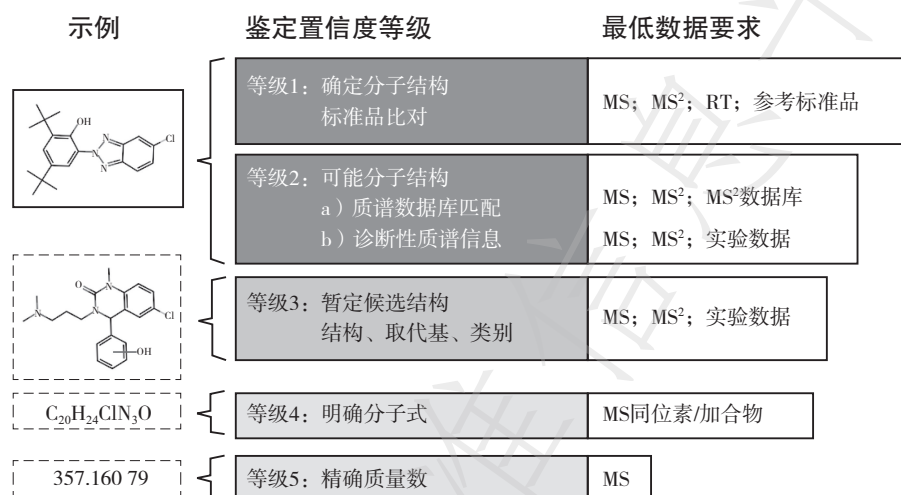 示例 鉴定置信度等级 最低数据要求
等级1：确定分子结构
标准品比对
MS；MS²；RT；参考标准品
OH
N
N
N
Cl
等级2：可能分子结构
a）质谱数据库匹配
b）诊断性质谱信息
MS；MS²；MS²数据库
MS；MS²；实验数据
N
O
N
N
Cl
OH
等级3：暂定候选结构
结构、取代基、类别
MS；MS²；实验数据
C₂₀H₂₄ClN₃O
等级4：明确分子式
MS同位素/加合物
357.160 79
等级5：精确质量数
MS